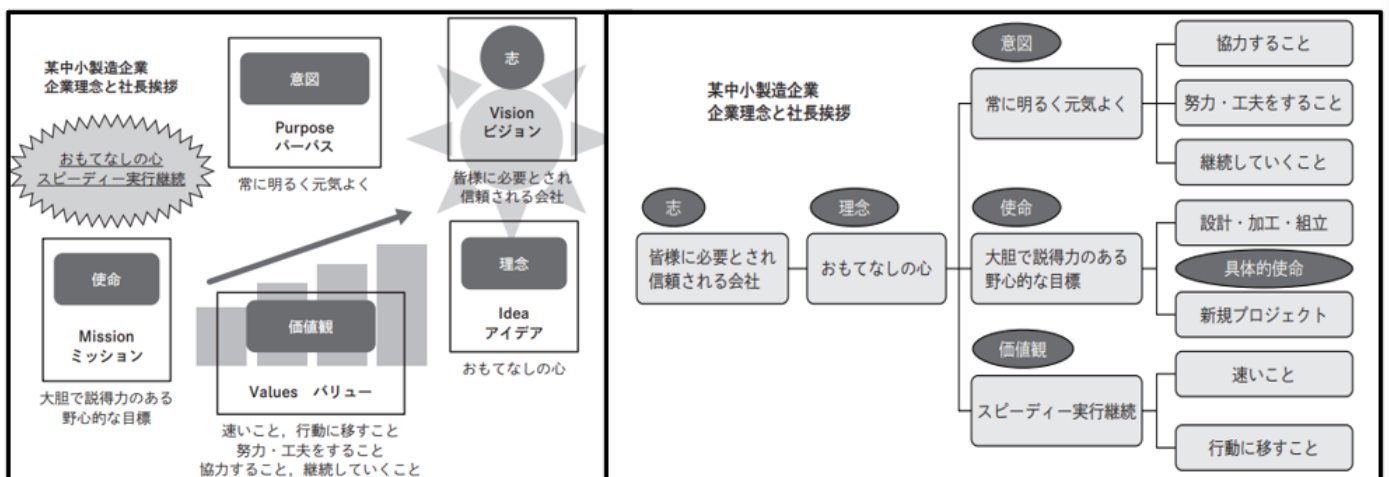 某中小製造企業
企業理念と社長挨拶
おもてなしの心
スピーディー実行継続
意図
Purpose
パーパス
常に明るく元気よく
志
Vision
ビジョン
皆様に必要とされ
信頼される会社
使命
Mission
ミッション
大胆で説得力のある
野心的な目標
価値観
Values バリュー
速いこと，行動に移すこと
努力・工夫をすること
協力すること，継続していくこと
理念
Idea
アイデア
おもてなしの心
某中小製造企業
企業理念と社長挨拶
志
皆様に必要とされ
信頼される会社
理念
おもてなしの心
意図
常に明るく元気よく
協力すること
努力・工夫をすること
継続していくこと
使命
大胆で説得力のある
野心的な目標
設計・加工・組立
具体的使命
新規プロジェクト
価値観
スピーディー実行継続
速いこと
行動に移すこと